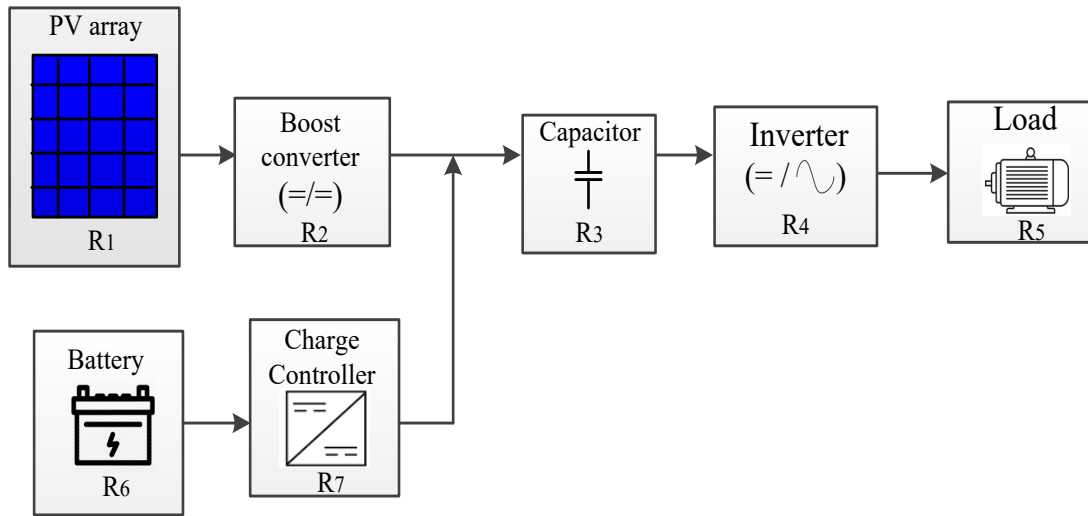 PV array
R1
Boost
converter
(=/=)
R2
Capacitor
R3
Inverter
(= / ∿)
R4
Load
R5
Battery
R6
Charge
Controller
R7